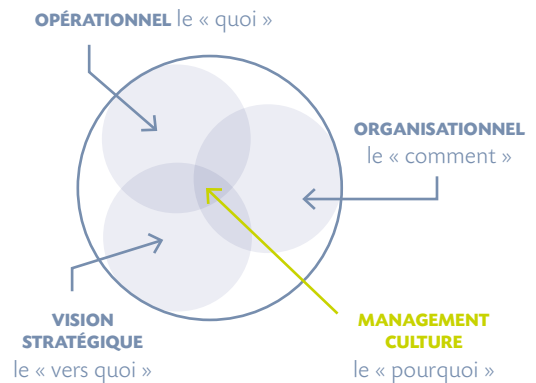 OPÉRATIONNEL le « quoi »
ORGANISATIONNEL
le « comment »
VISION
STRATÉGIQUE
le « vers quoi »
MANAGEMENT
CULTURE
le « pourquoi »